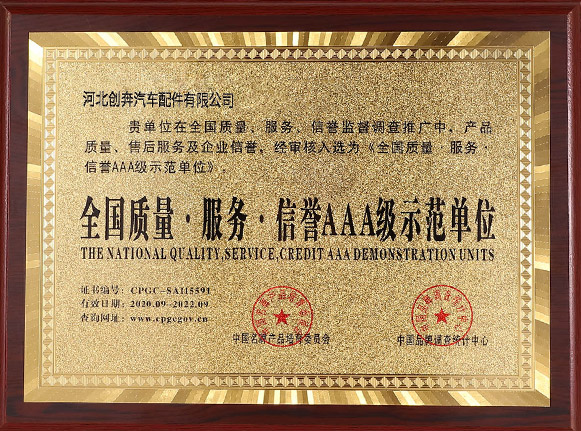 河北创奔汽车配件有限公司
贵单位在全国质量、服务、信誉监督调查推广中，产品
质量、售后服务及企业信誉，经审核入选为《全国质量·服务·
信誉AAA级示范单位》。
全国质量·服务·信誉AAA级示范单位
THE NATIONAL QUALITY,SERVICE,CREDIT AAA DEMONSTRATION UNITS
证书编号：CPGC-SAH5591
有效日期：2020.09-2022.09
查询网址：www.cpgcgov.cn
中国名牌产品培育委员会
中国品牌调查统计中心